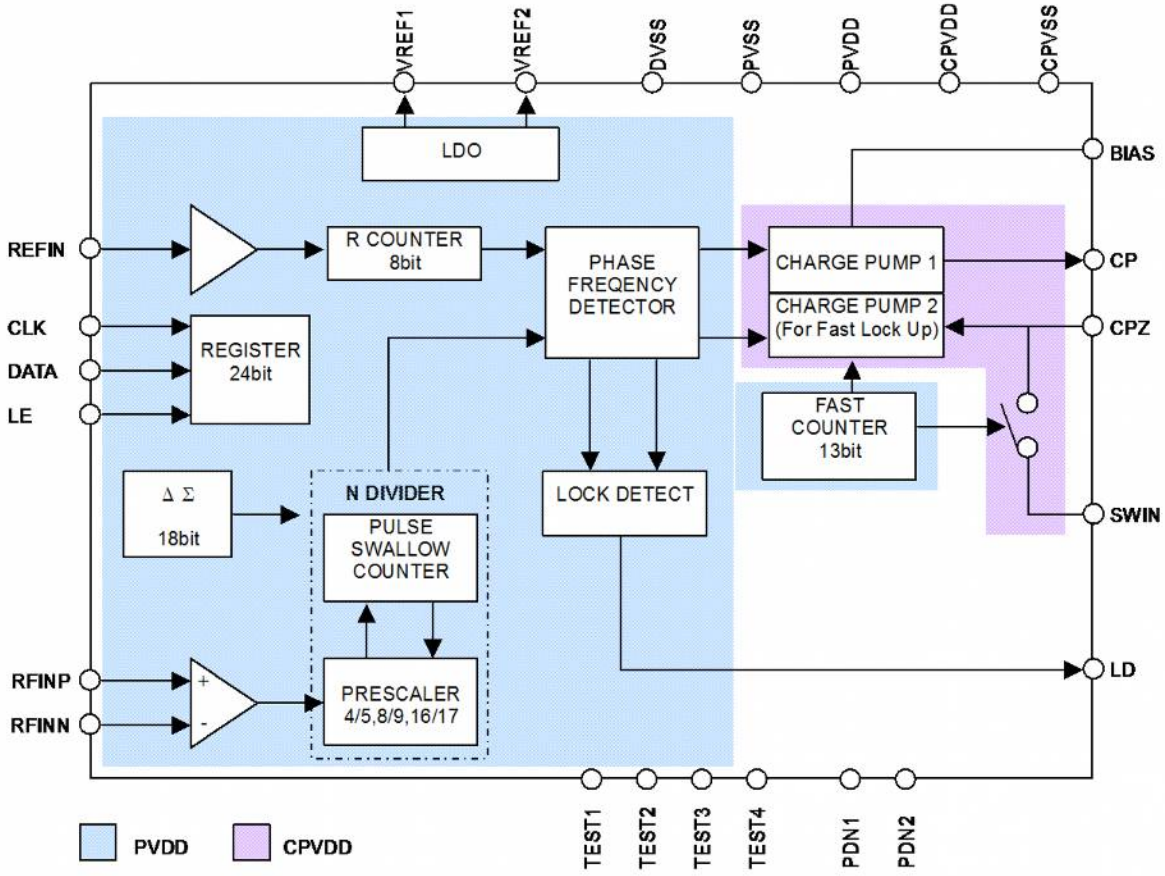 VREF1
VREF2
DVSS
PVSS
PVDD
CPVDD
CPVSS
LDO
BIAS
REFIN
R COUNTER
8bit
PHASE
FREQENCY
DETECTOR
CHARGE PUMP 1
CP
CHARGE PUMP 2
(For Fast Lock Up)
CPZ
CLK
DATA
LE
REGISTER
24bit
FAST
COUNTER
13bit
Δ Σ
18bit
N DIVIDER
PULSE
SWALLOW
COUNTER
LOCK DETECT
SWIN
RFINP
RFINN
+
-
PRESCALER
4/5,8/9,16/17
LD
TEST1
TEST2
TEST3
TEST4
PDN1
PDN2
PVDD
CPVDD